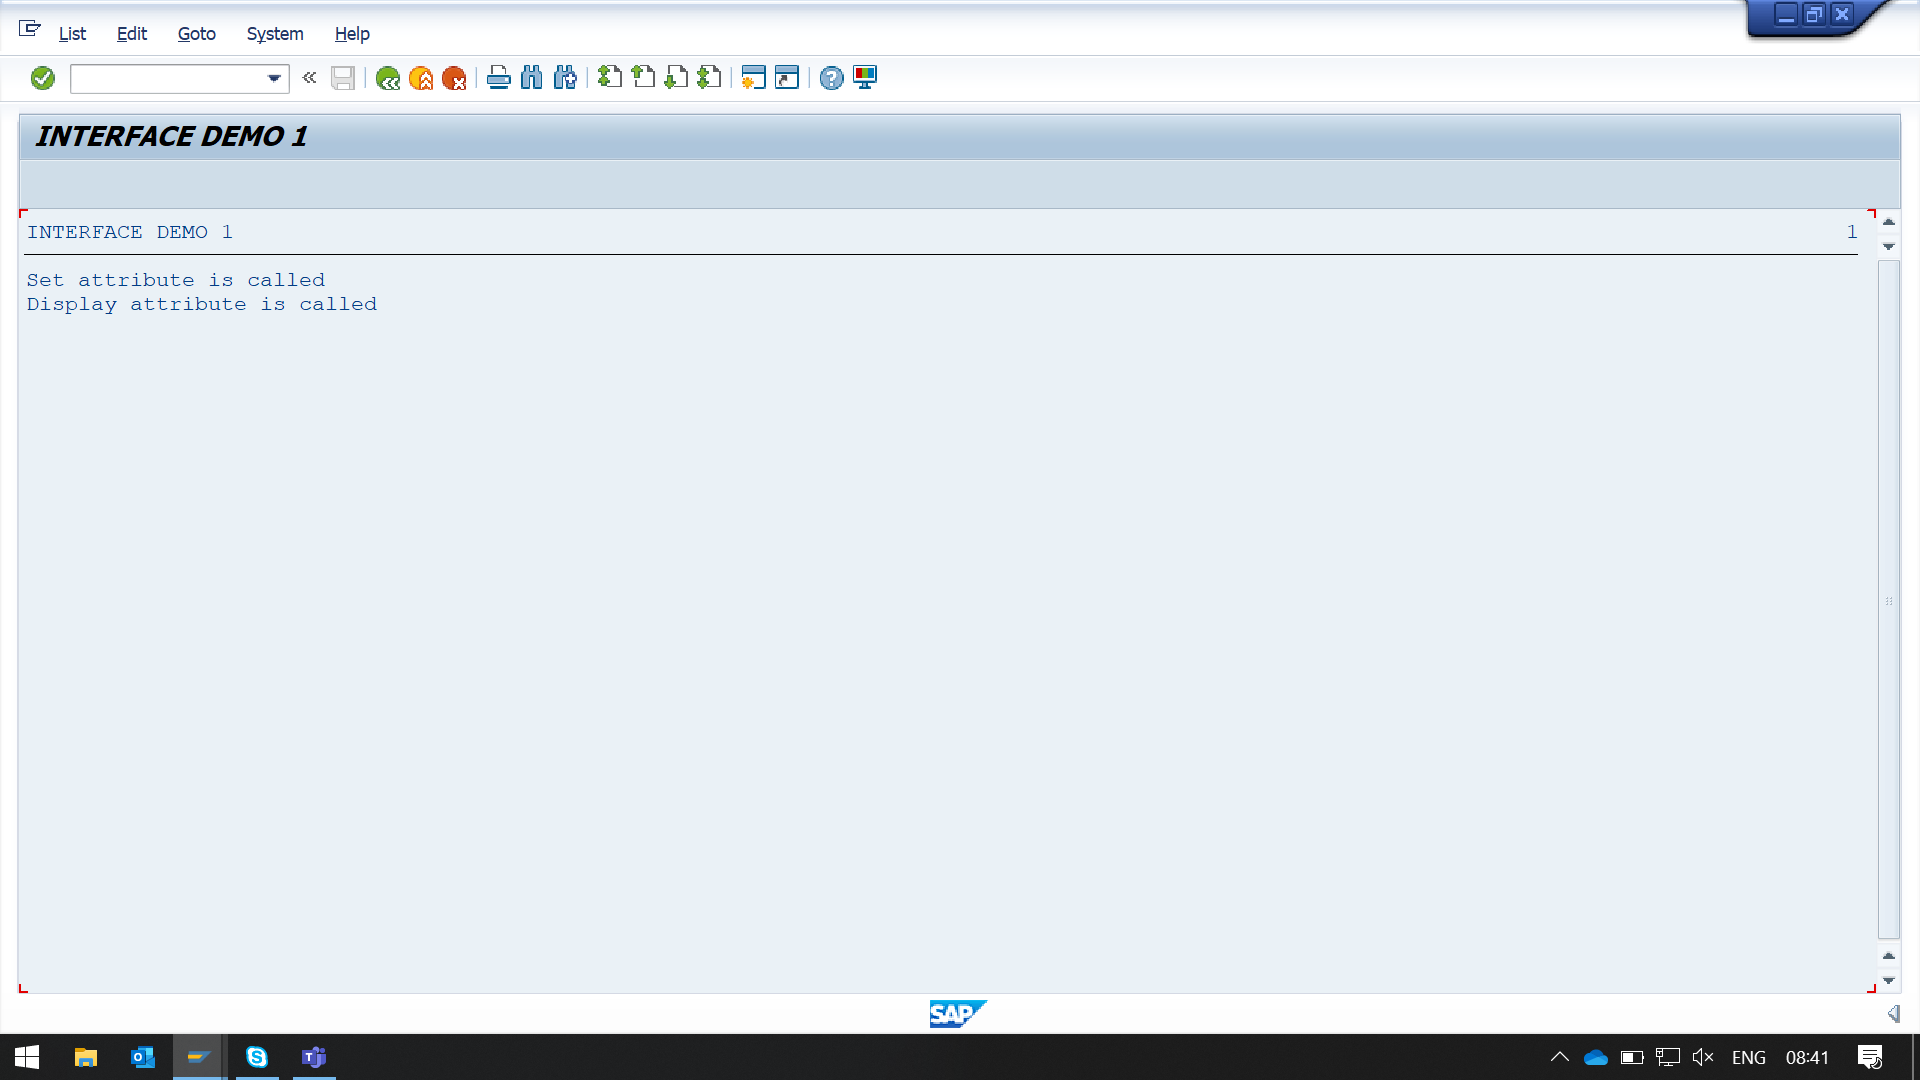 List Edit Goto System Help
INTERFACE DEMO 1
INTERFACE DEMO 1 1
Set attribute is called
Display attribute is called
SAP
ENG 08:41